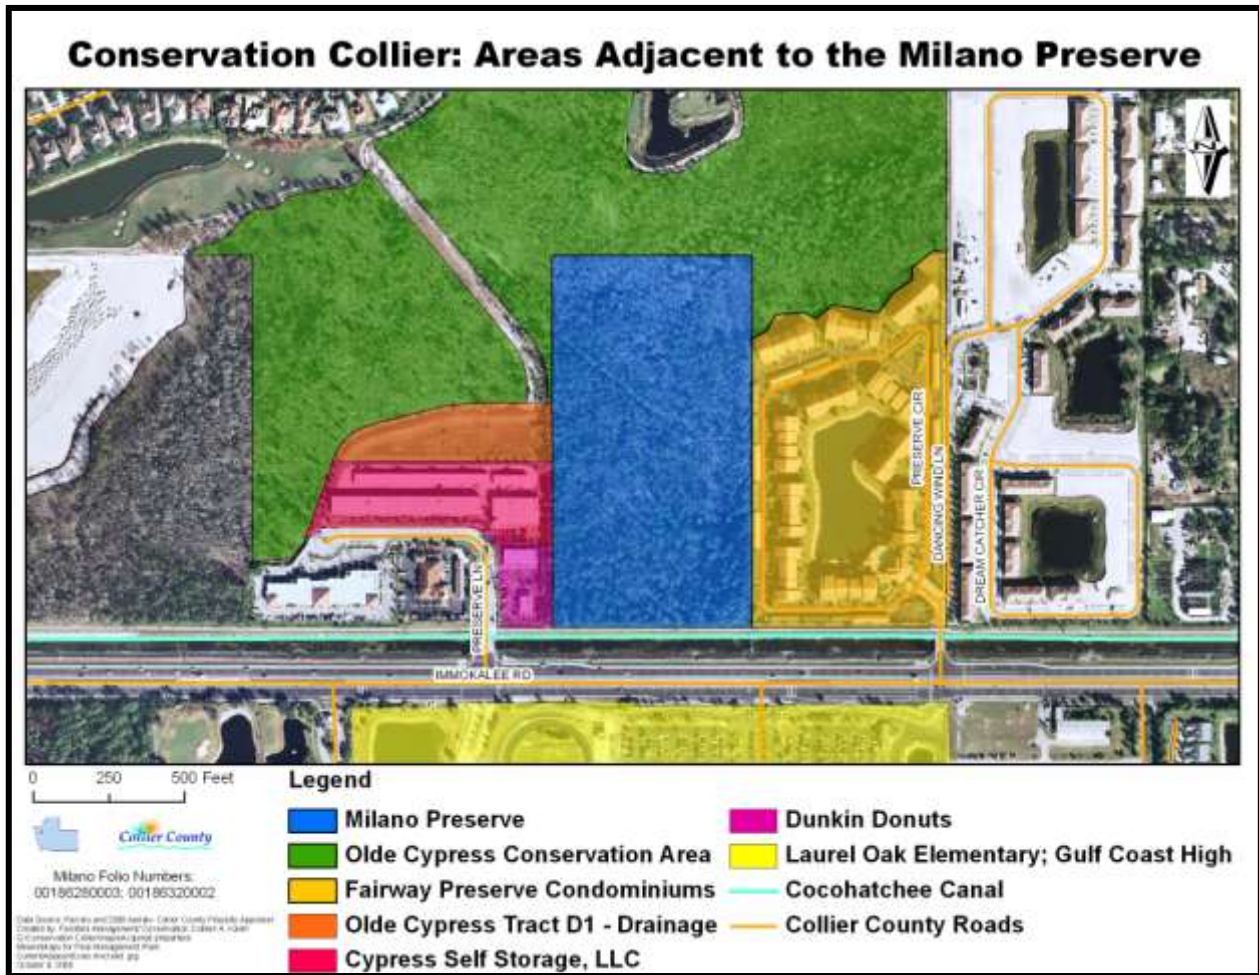 Conservation Collier: Areas Adjacent to the Milano Preserve
N
PRESERVE CIR
DANCING WIND LN
DREAM CATCHER CIR
PRESERVE LN
IMMOKALEE RD
0 250 500 Feet
Legend
Milano Preserve
Olde Cypress Conservation Area
Fairway Preserve Condominiums
Olde Cypress Tract D1 - Drainage
Cypress Self Storage, LLC
Dunkin Donuts
Laurel Oak Elementary; Gulf Coast High
Cocohatchee Canal
Collier County Roads
Collier County
Milano Folio Numbers:
00186280003; 00186320002